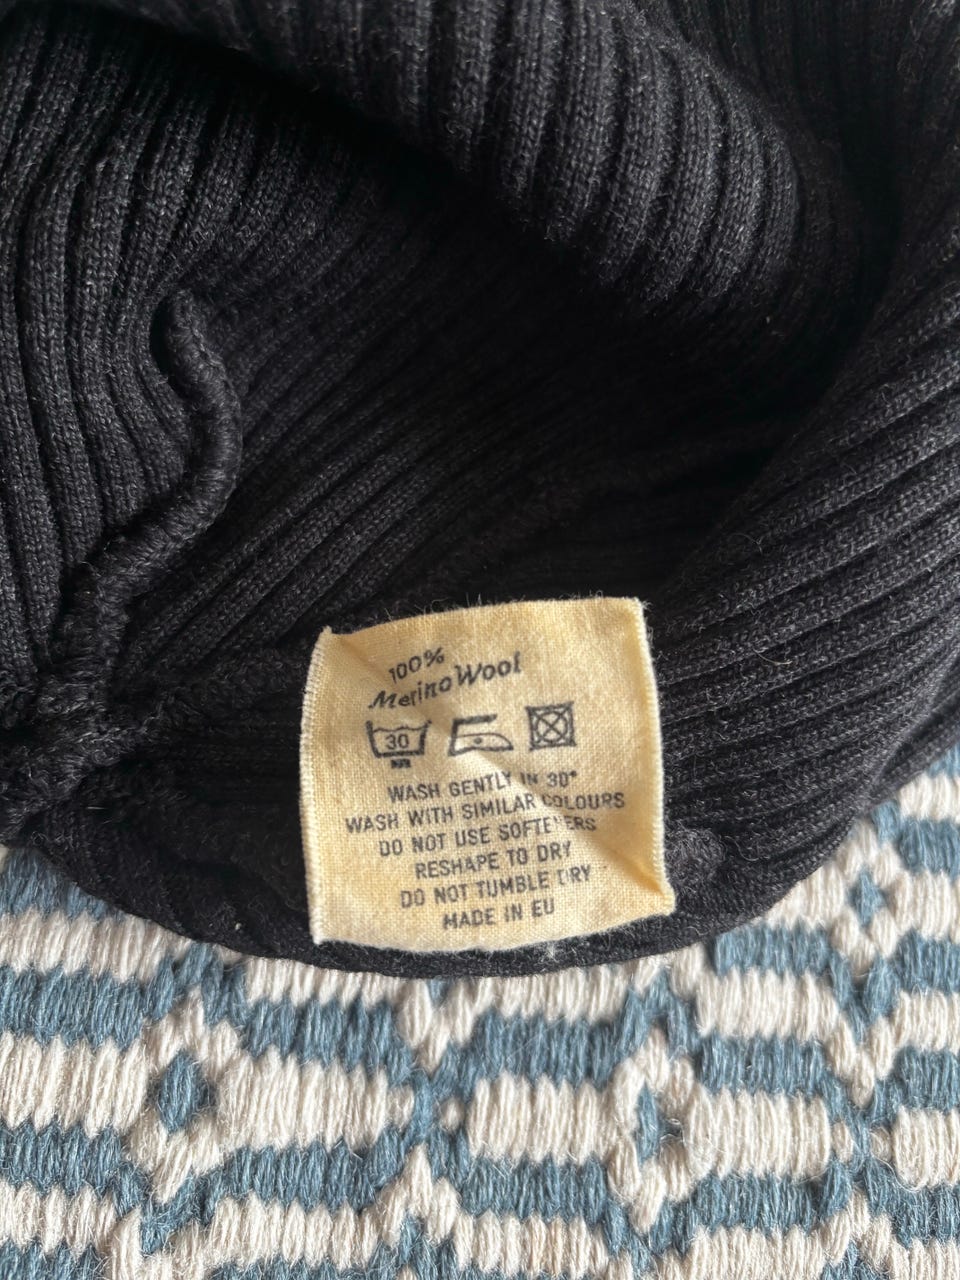 100%
Merino Wool
30
WASH GENTLY IN 30°
WASH WITH SIMILAR COLOURS
DO NOT USE SOFTENERS
RESHAPE TO DRY
DO NOT TUMBLE DRY
MADE IN EU